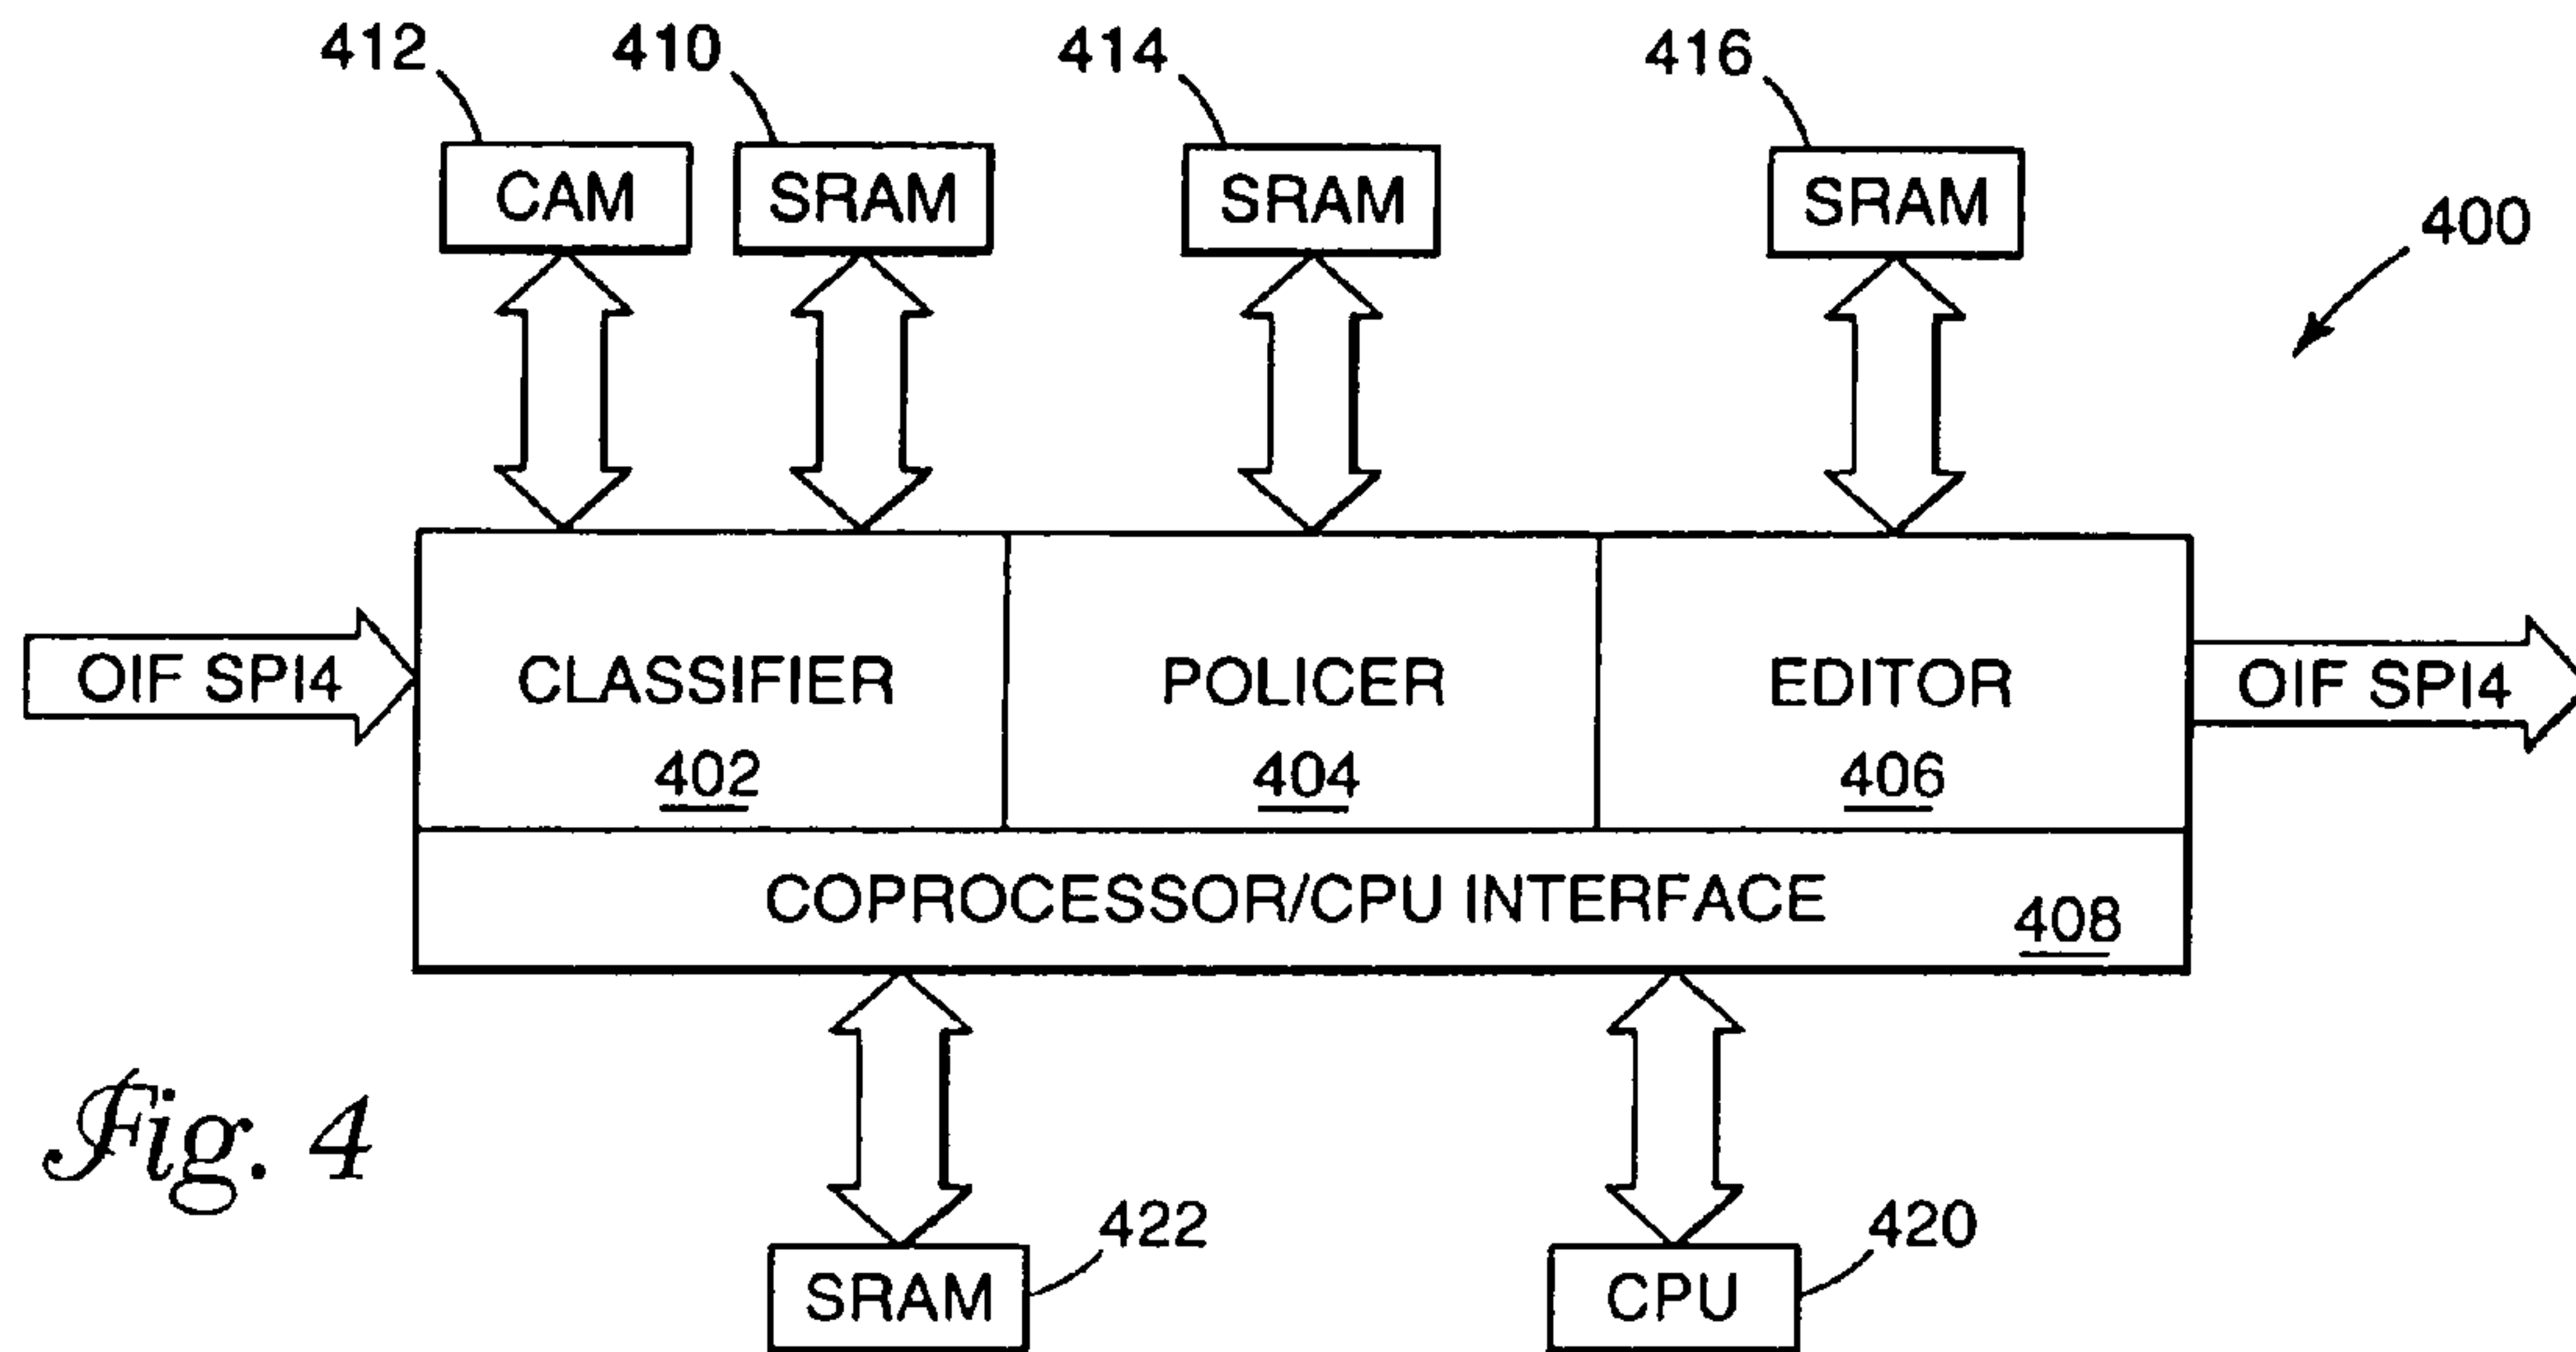 412 410 414 416
CAM SRAM SRAM SRAM
400
OIF SPI4 CLASSIFIER POLICER EDITOR OIF SPI4
402 404 406
COPROCESSOR/CPU INTERFACE
408
Fig. 4
422 420
SRAM CPU